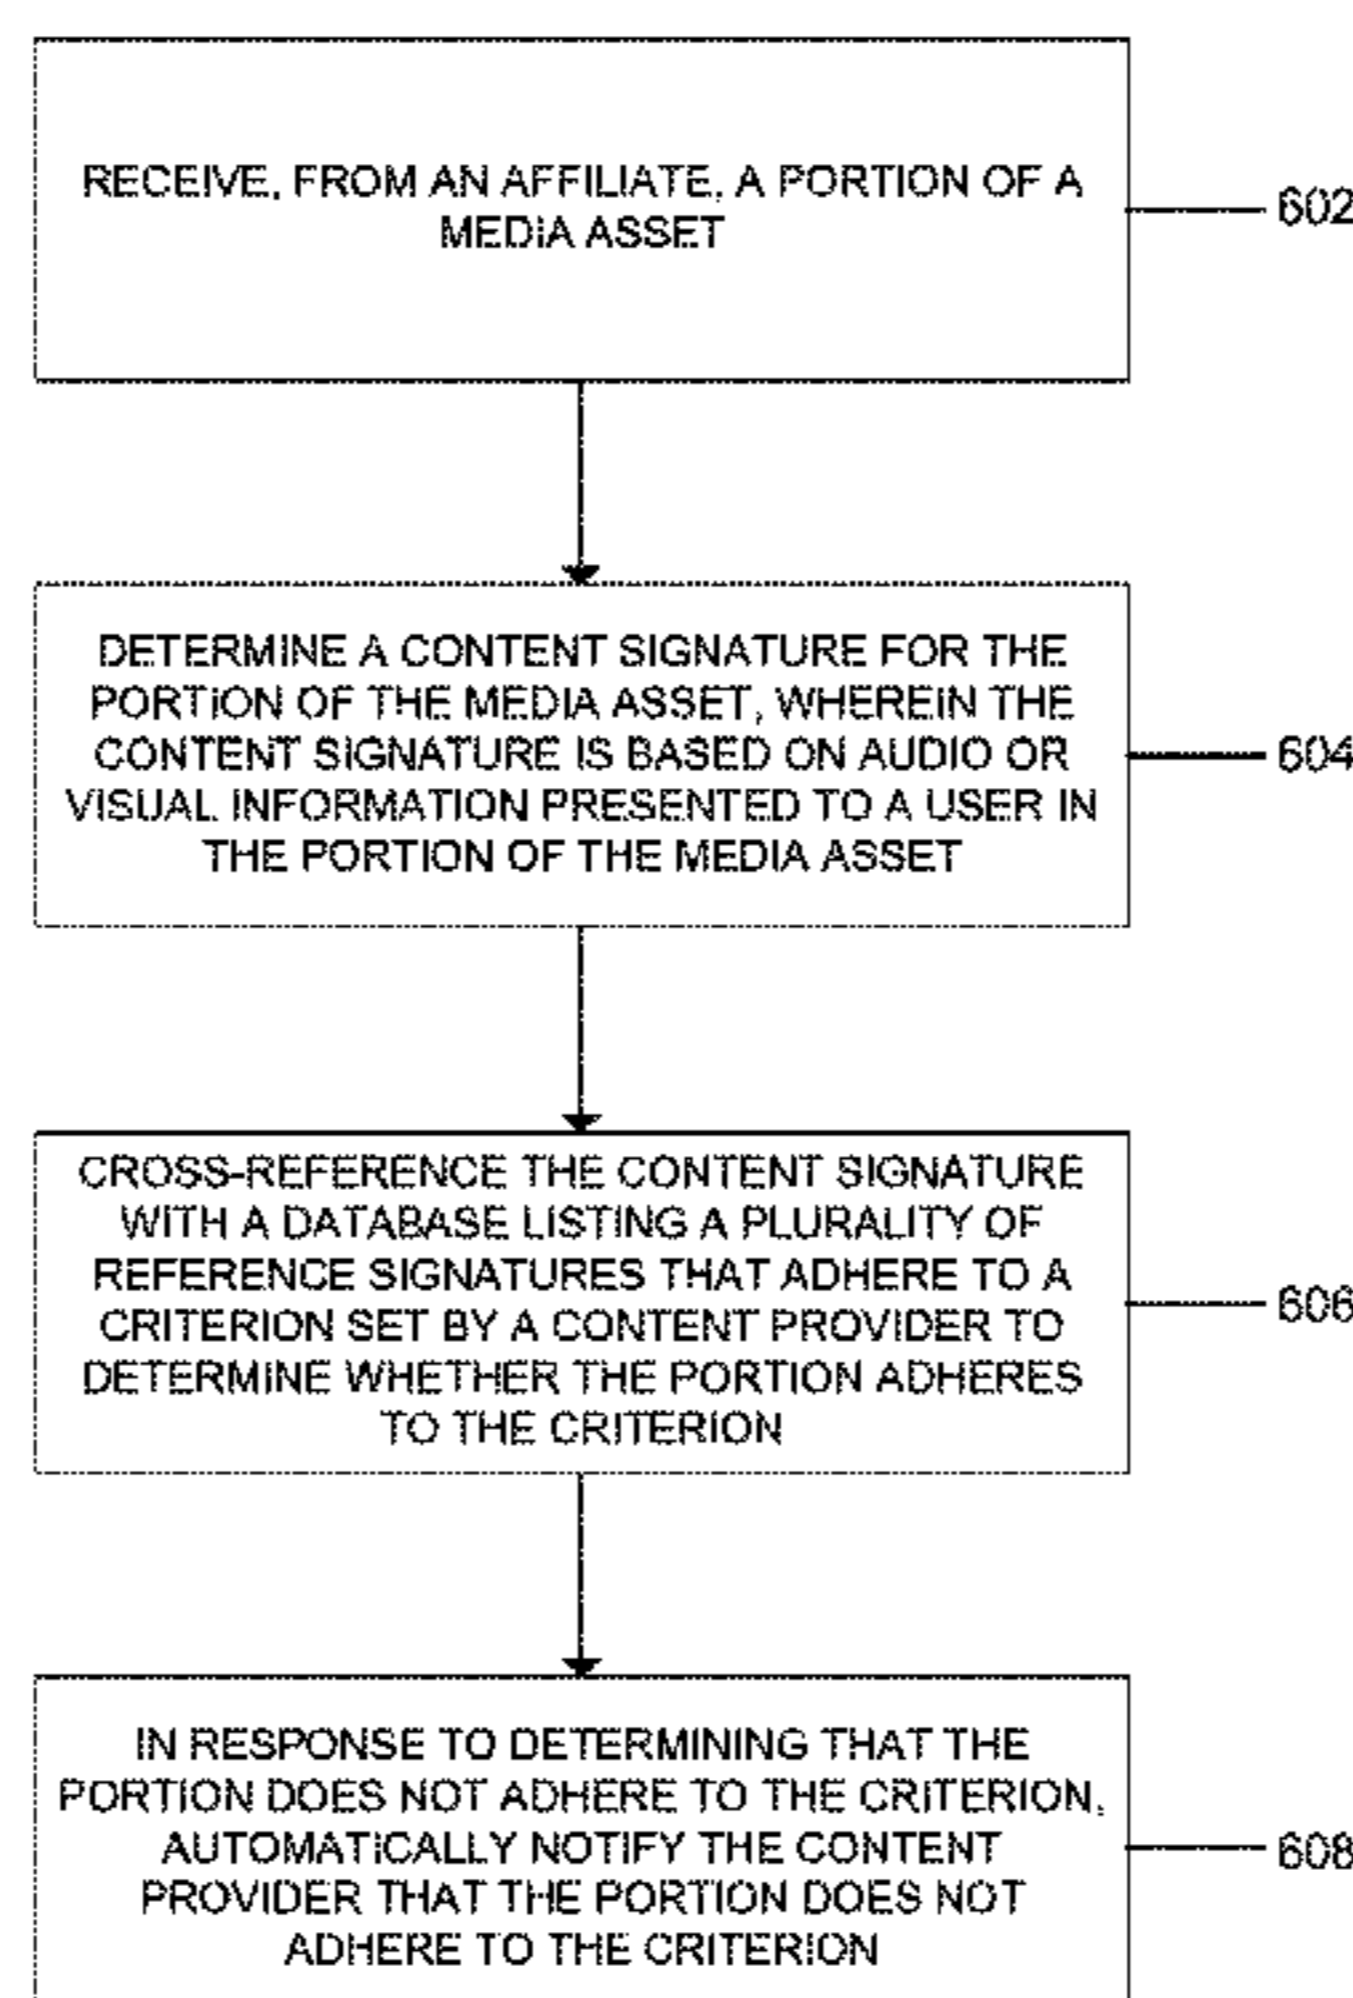 RECEIVE, FROM AN AFFILIATE, A PORTION OF A
MEDIA ASSET
602
DETERMINE A CONTENT SIGNATURE FOR THE
PORTION OF THE MEDIA ASSET, WHEREIN THE
CONTENT SIGNATURE IS BASED ON AUDIO OR
VISUAL INFORMATION PRESENTED TO A USER IN
THE PORTION OF THE MEDIA ASSET
604
CROSS-REFERENCE THE CONTENT SIGNATURE
WITH A DATABASE LISTING A PLURALITY OF
REFERENCE SIGNATURES THAT ADHERE TO A
CRITERION SET BY A CONTENT PROVIDER TO
DETERMINE WHETHER THE PORTION ADHERES
TO THE CRITERION
606
IN RESPONSE TO DETERMINING THAT THE
PORTION DOES NOT ADHERE TO THE CRITERION,
AUTOMATICALLY NOTIFY THE CONTENT
PROVIDER THAT THE PORTION DOES NOT
ADHERE TO THE CRITERION
608